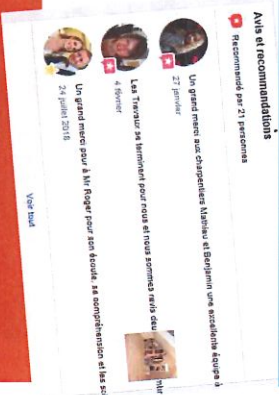 Avis et recommandations
Recommandé par 21 personnes
Un grand merci aux charpentiers Mathieu et Benjamin une excellente équipe à
27 janvier
Les Travaux se terminent pour nous et nous sommes ravis
4 février
Un grand merci pour à Mr Roger pour son écoute, sa compréhension et les
24 juillet 2018
Voir tout